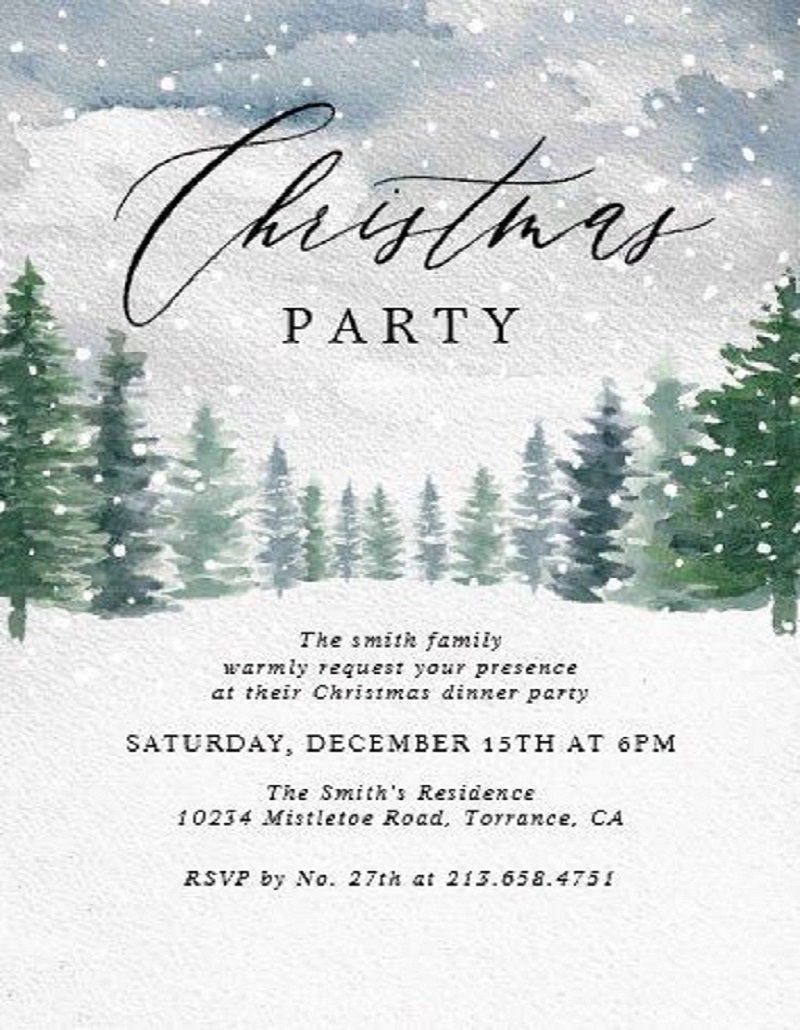 Christmas
PARTY
The smith family
warmly request your presence
at their Christmas dinner party
SATURDAY, DECEMBER 15TH AT 6PM
The Smith's Residence
10234 Mistletoe Road, Torrance, CA
RSVP by No. 27th at 213.658.4751